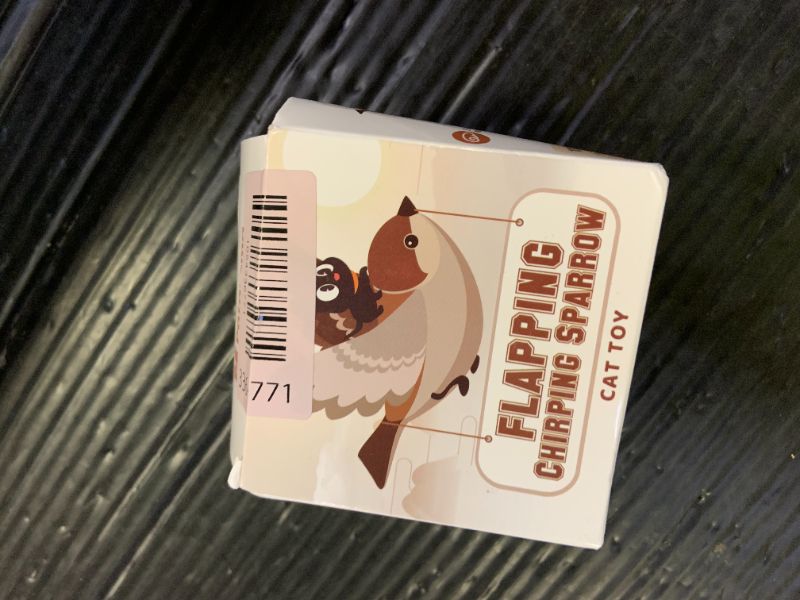 FLAPPING
CHIRPING SPARROW
CAT TOY
771